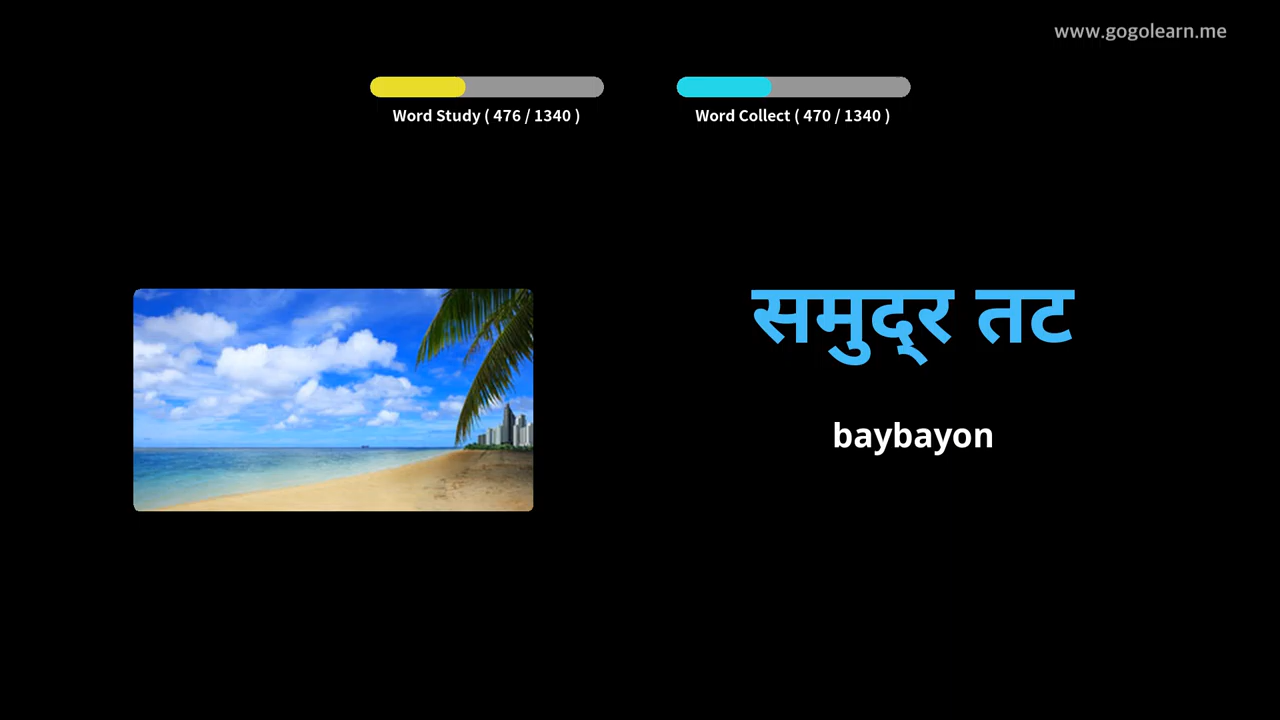 www.gogolearn.me
Word Study ( 476 / 1340 )
Word Collect ( 470 / 1340 )
समुद्‌र तट
baybayon